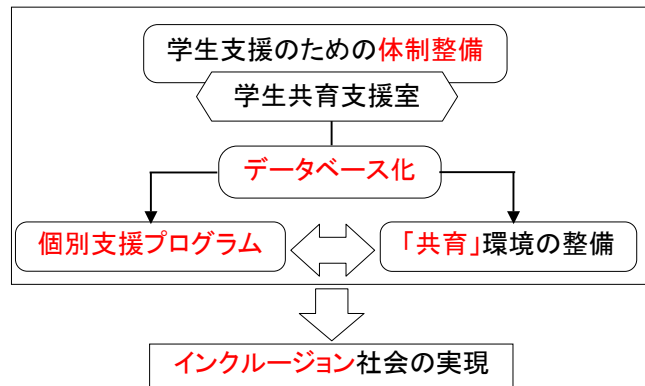 学生支援のための体制整備
学生共育支援室
データベース化
個別支援プログラム
「共育」環境の整備
インクルージョン社会の実現